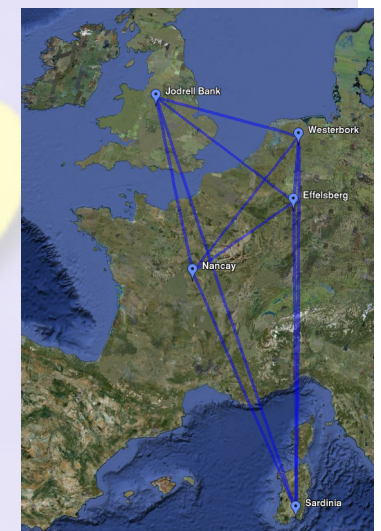 Jodrell Bank
Westerbork
Effelsberg
Nancay
Sardinia